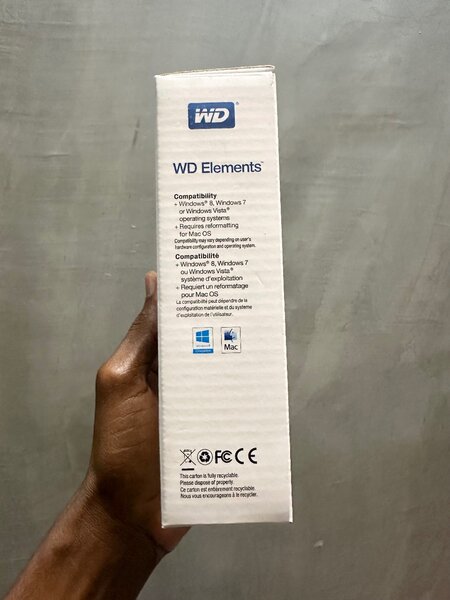 WD
WD Elements™
Compatibility
+ Windows® 8, Windows 7
or Windows Vista®
operating systems
+ Requires reformatting
for Mac OS
Compatibility may vary depending on user's
hardware configuration and operating system.
Compatibilité
+ Windows® 8, Windows 7
ou Windows Vista®
système d'exploitation
+ Requiert un reformatage
pour Mac OS
La compatibilité peut dépendre de la
configuration matérielle et du système
d'exploitation de l'utilisateur.
Mac
FC CE
This carton is fully recyclable.
Please dispose of properly.
Ce carton est entièrement recyclable.
Nous vous encourageons à le recycler.